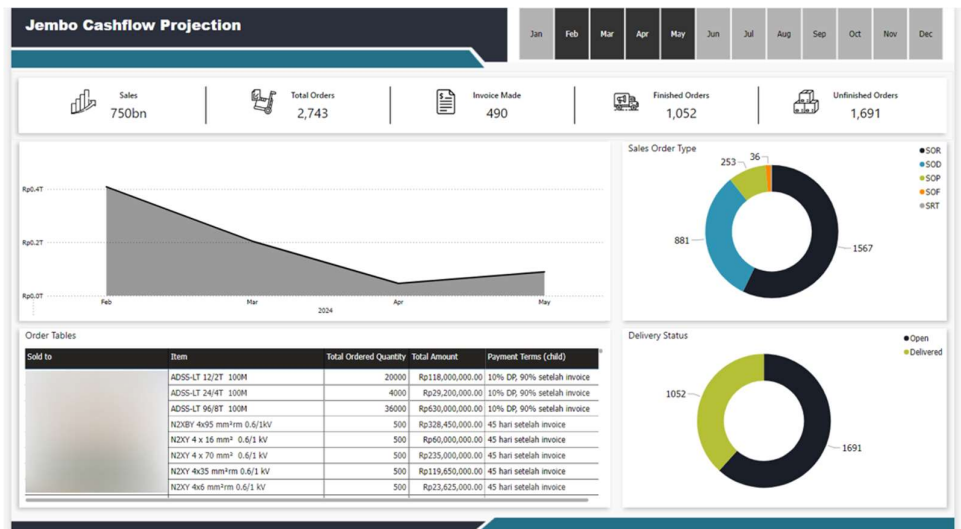 Jembo Cashflow Projection
Jan Feb Mar Apr May Jun Jul Aug Sep Oct Nov Dec
Sales
750bn
Total Orders
2,743
Invoice Made
490
Finished Orders
1,052
Unfinished Orders
1,691
Rp0.4T
Rp0.2T
Rp0.0T
Feb Mar Apr May
2024
Sales Order Type
253
36
881
1567
SOR
SOD
SOP
SOF
SRT
Order Tables
Sold to Item Total Ordered Quantity Total Amount Payment Terms (child)
ADSS-LT 12/2T 100M 20000 Rp118,000,000.00 10% DP, 90% setelah invoice
ADSS-LT 24/4T 100M 4000 Rp29,200,000.00 10% DP, 90% setelah invoice
ADSS-LT 96/8T 100M 36000 Rp630,000,000.00 10% DP, 90% setelah invoice
N2XBY 4x95 mm²rm 0.6/1kV 500 Rp328,450,000.00 45 hari setelah invoice
N2XY 4 x 16 mm² 0.6/1 kV 500 Rp60,000,000.00 45 hari setelah invoice
N2XY 4 x 70 mm² 0.6/1 kV 500 Rp235,000,000.00 45 hari setelah invoice
N2XY 4x35 mm²rm 0.6/1 kV 500 Rp119,650,000.00 45 hari setelah invoice
N2XY 4x6 mm²rm 0.6/1 kV 500 Rp23,625,000.00 45 hari setelah invoice
Delivery Status
Open
Delivered
1052
1691